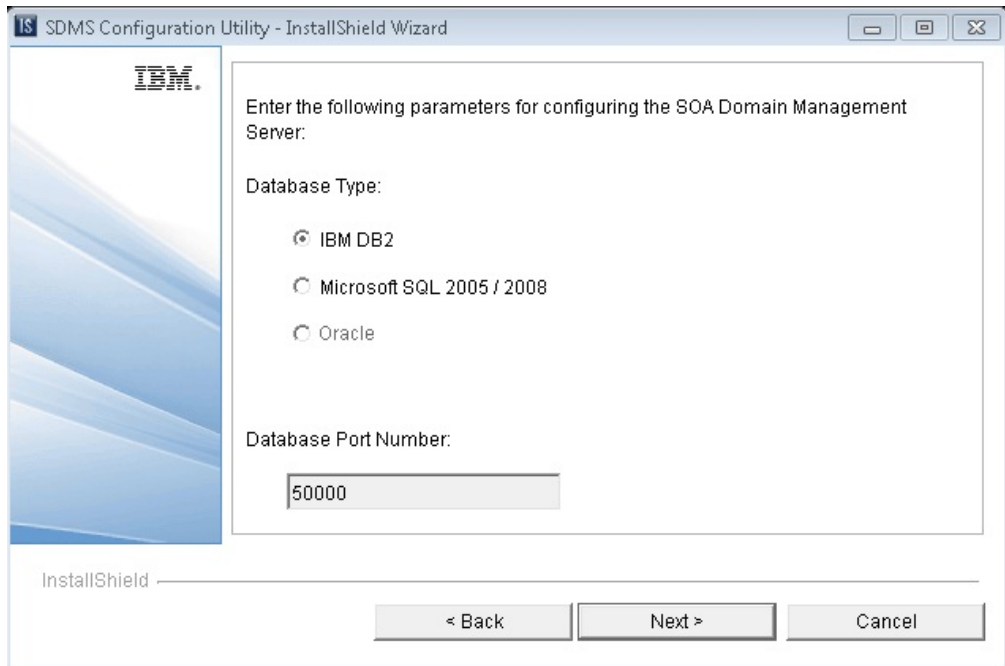 IS SDMS Configuration Utility - InstallShield Wizard
IBM.
Enter the following parameters for configuring the SOA Domain Management
Server:
Database Type:
IBM DB2
Microsoft SQL 2005 / 2008
Oracle
Database Port Number:
50000
InstallShield
< Back
Next >
Cancel